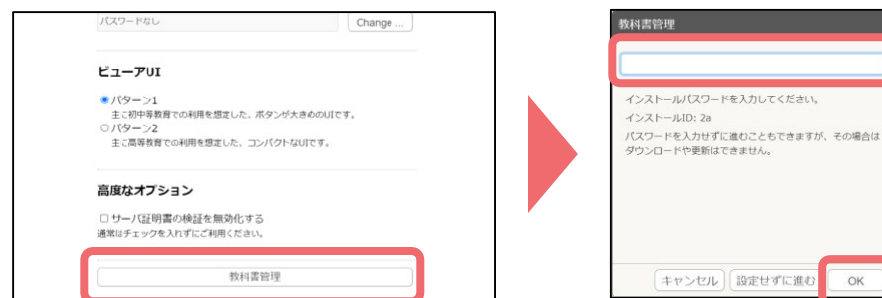 パスワードなし
Change ...
ビューアUI
パターン1
主に初中等教育での利用を想定した、ボタンが大きめのUIです。
パターン2
主に高等教育での利用を想定した、コンパクトなUIです。
高度なオプション
サーバ証明書の検証を無効化する
通常はチェックを入れずにご利用ください。
教科書管理
教科書管理
インストールパスワードを入力してください。
インストールID: 2a
パスワードを入力せずに進むこともできますが、その場合は
ダウンロードや更新はできません。
キャンセル
設定せずに進む
OK